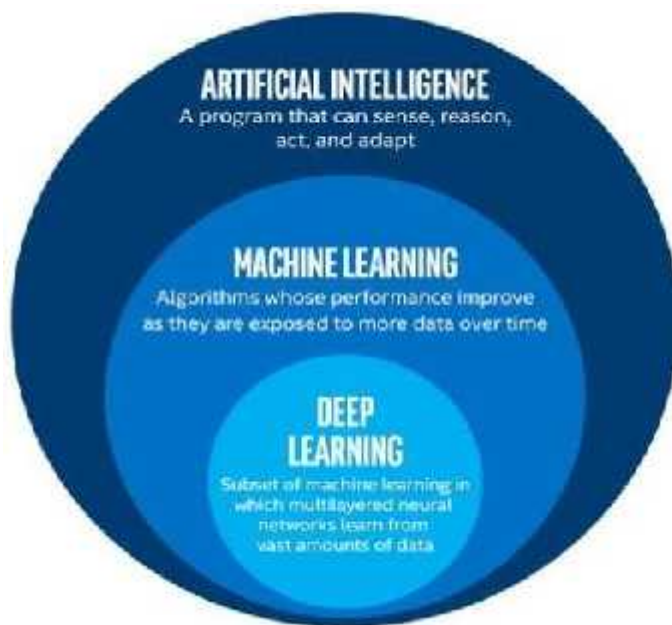 ARTIFICIAL INTELLIGENCE
A program that can sense, reason,
act, and adapt
MACHINE LEARNING
Algorithms whose performance improve
as they are exposed to more data over time
DEEP
LEARNING
Subset of machine learning in
which multilayered neural
networks learn from
vast amounts of data